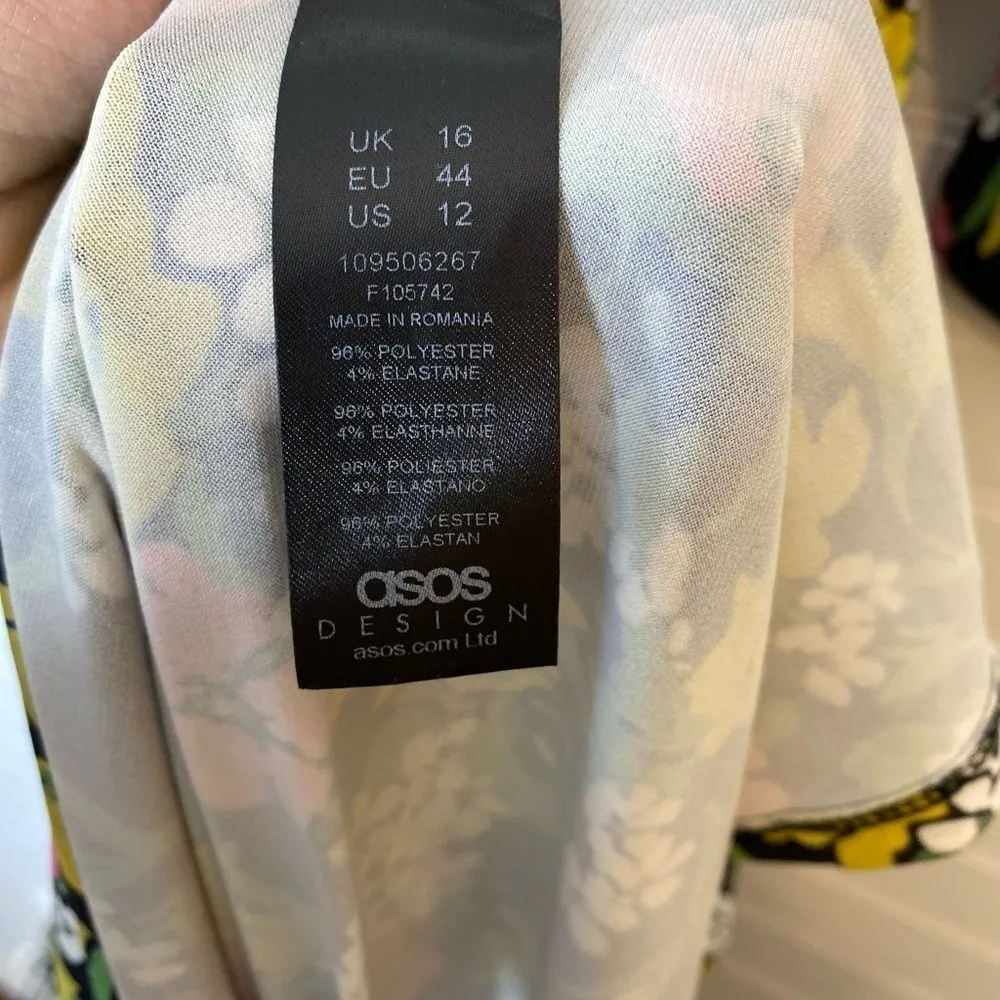 UK 16
EU 44
US 12
109506267
F105742
MADE IN ROMANIA
96% POLYESTER
4% ELASTANE
96% POLYESTER
4% ELASTHANNE
96% POLIESTER
4% ELASTANO
96% POLYESTER
4% ELASTAN
asos
DESIGN
asos.com Ltd